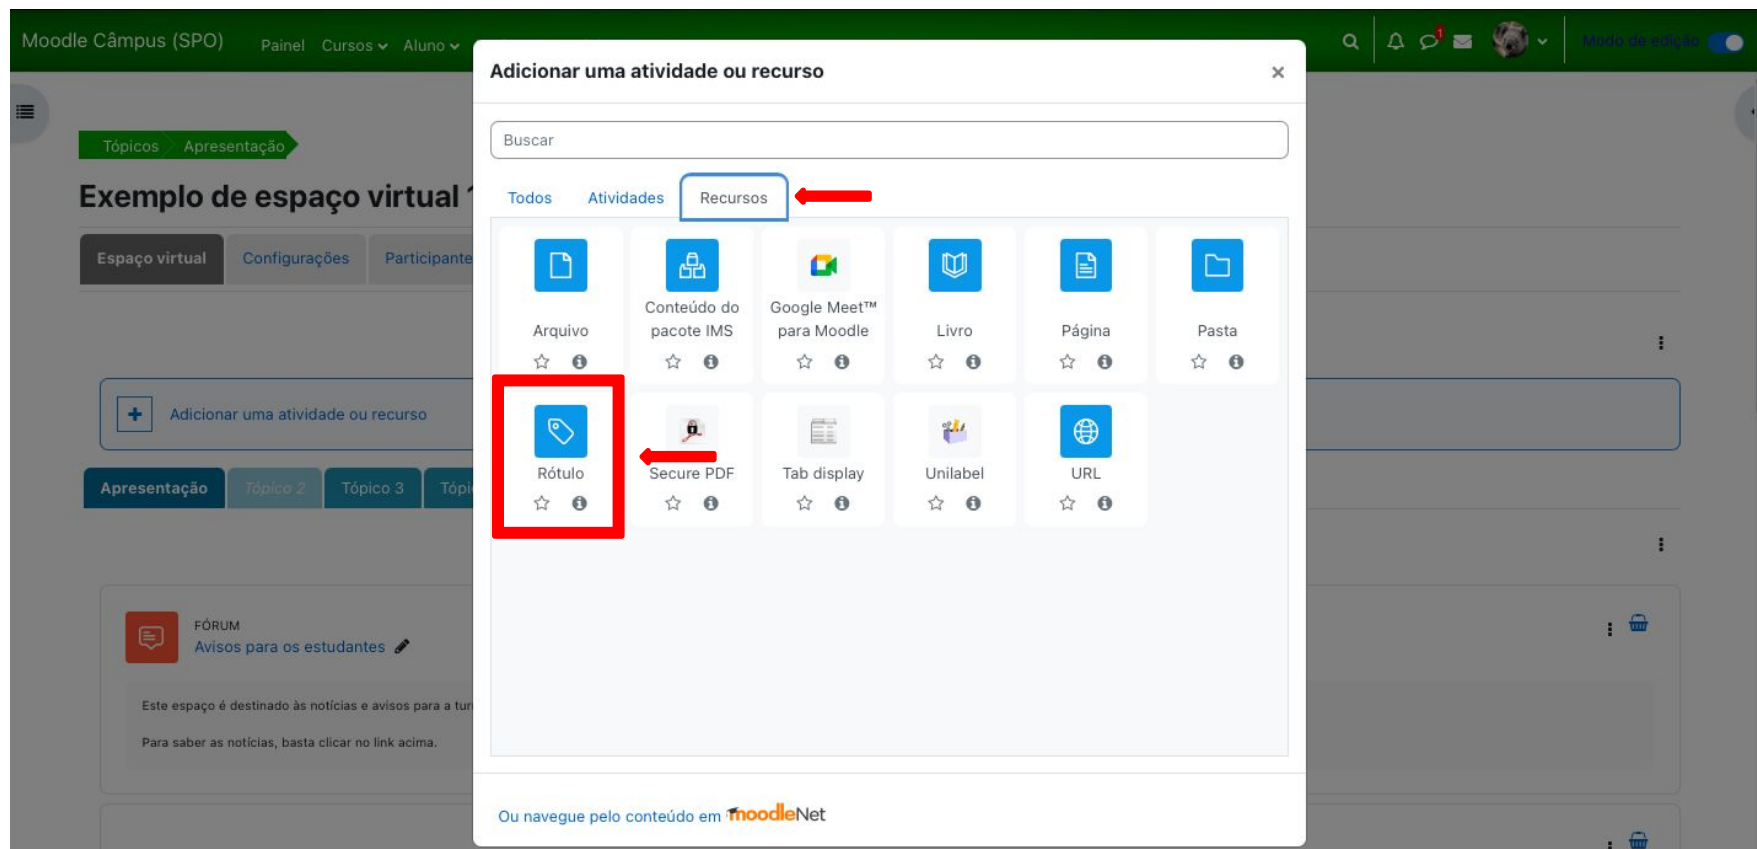 Moodle Câmpus (SPO) Painel Cursos Aluno Modo de edição
Adicionar uma atividade ou recurso
Buscar
Tópicos Apresentação
Exemplo de espaço virtual
Todos Atividades Recursos
Espaço virtual Configurações Participante
Arquivo
Conteúdo do
pacote IMS
Google Meet™
para Moodle
Livro
Página
Pasta
Adicionar uma atividade ou recurso
Rótulo
Secure PDF
Tab display
Unilabel
URL
Apresentação Tópico 2 Tópico 3 Tópi
FÓRUM
Avisos para os estudantes
Este espaço é destinado às notícias e avisos para a tur
Para saber as notícias, basta clicar no link acima.
Ou navegue pelo conteúdo em moodleNet